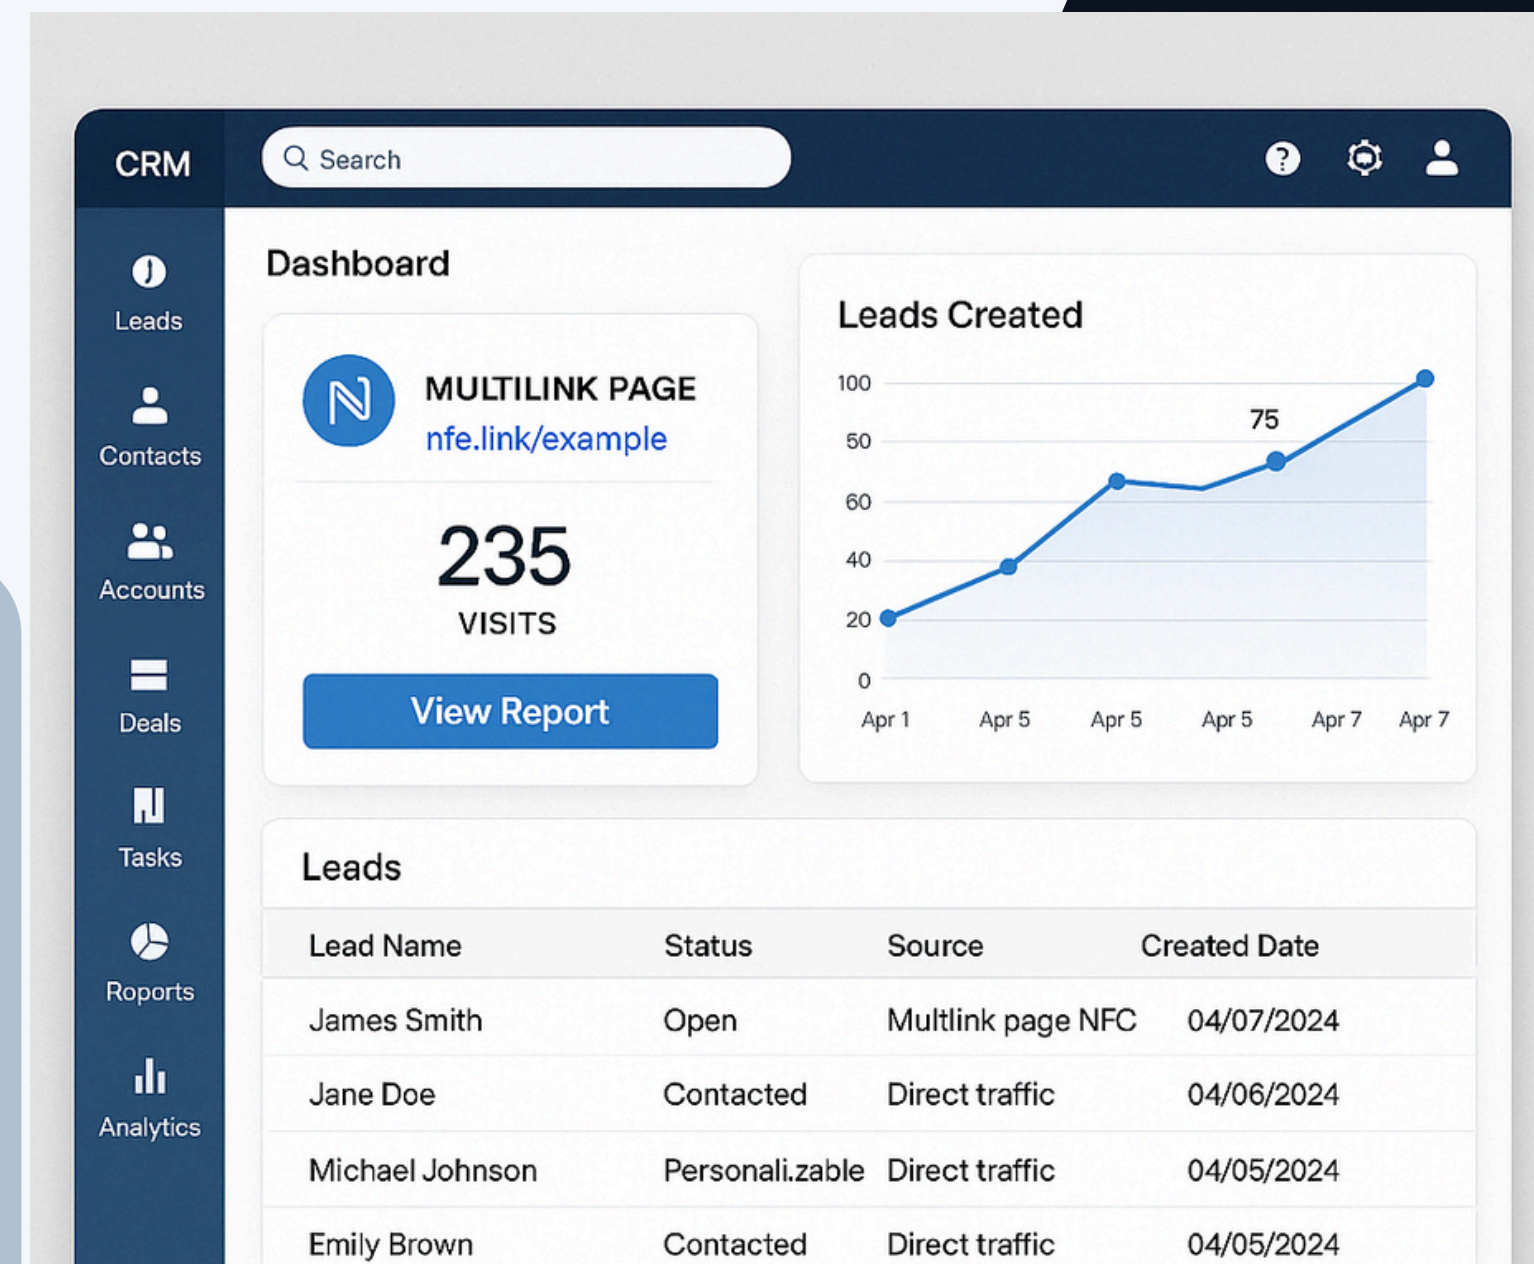 CRM
Search
Leads
Contacts
Accounts
Deals
Tasks
Roports
Analytics
Dashboard
MULTILINK PAGE
nfe.link/example
235
VISITS
View Report
Leads Created
100
75
50
60
40
20
0
Apr 1 Apr 5 Apr 5 Apr 5 Apr 7 Apr 7
Leads
Lead Name Status Source Created Date
James Smith Open Multlink page NFC 04/07/2024
Jane Doe Contacted Direct traffic 04/06/2024
Michael Johnson Personali.zable Direct traffic 04/05/2024
Emily Brown Contacted Direct traffic 04/05/2024